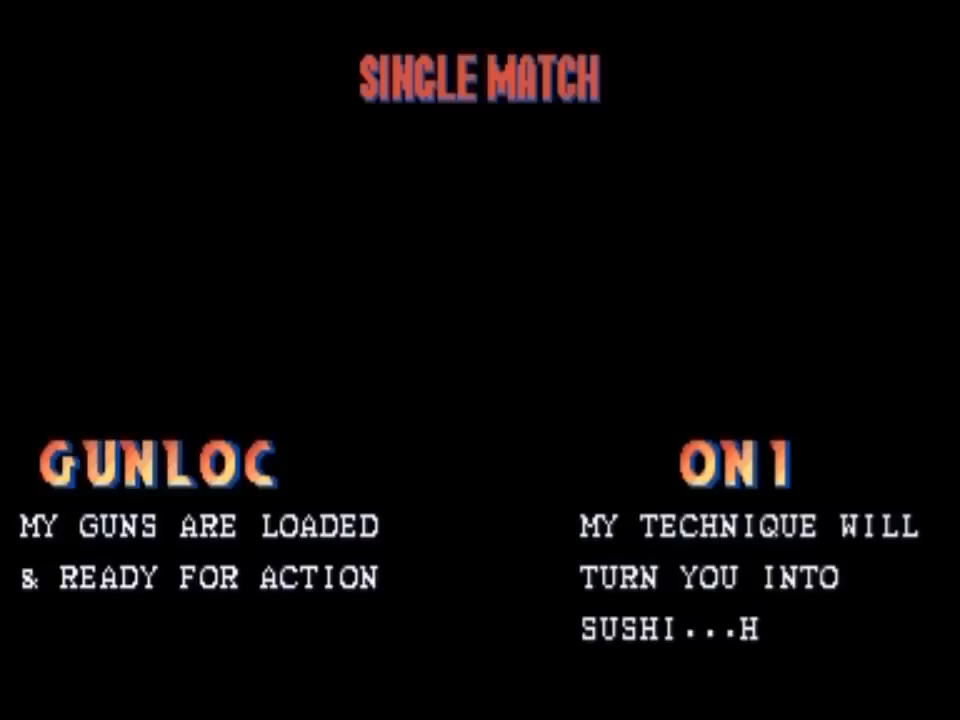 SINGLE MATCH
GUNLOC
MY GUNS ARE LOADED
& READY FOR ACTION
ONI
MY TECHNIQUE WILL
TURN YOU INTO
SUSHI...H